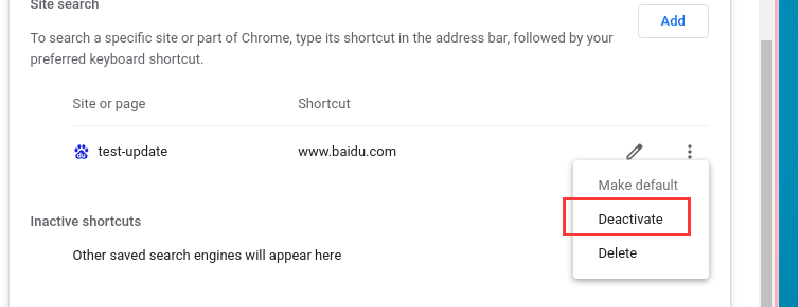 Site search
Add
To search a specific site or part of Chrome, type its shortcut in the address bar, followed by your
preferred keyboard shortcut.
Site or page Shortcut
test-update www.baidu.com
Make default
Inactive shortcuts
Deactivate
Other saved search engines will appear here
Delete